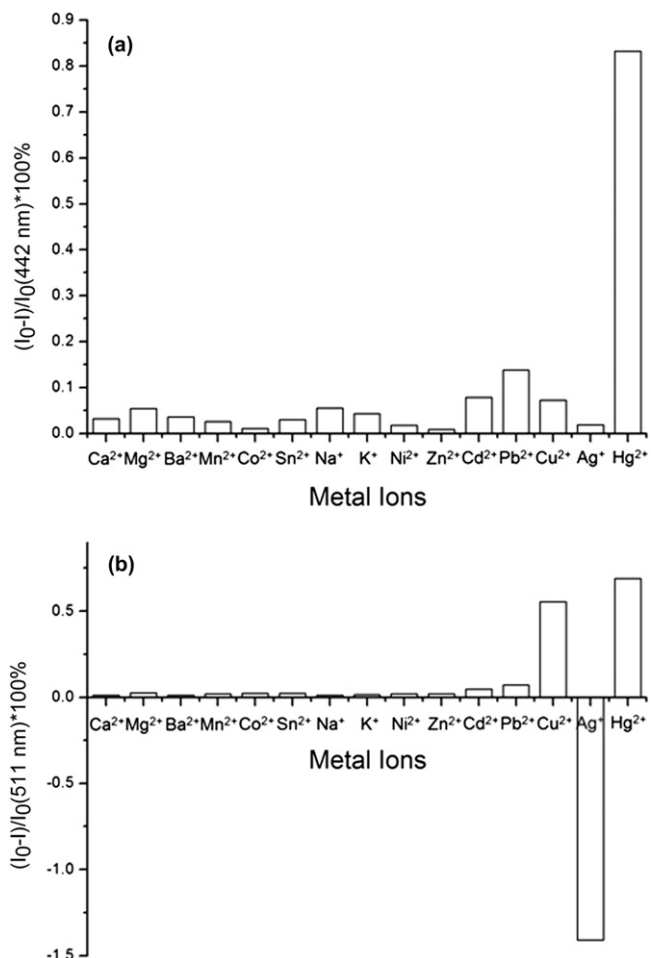 (a)
0.9
0.8
0.7
0.6
0.5
0.4
0.3
0.2
0.1
0.0
(I₀-I)/I₀(442 nm)*100%
Ca²⁺ Mg²⁺ Ba²⁺ Mn²⁺ Co²⁺ Sn²⁺ Na⁺ K⁺ Ni²⁺ Zn²⁺ Cd²⁺ Pb²⁺ Cu²⁺ Ag⁺ Hg²⁺
Metal Ions
(b)
0.5
0.0
-0.5
-1.0
-1.5
(I₀-I)/I₀(511 nm)*100%
Ca²⁺ Mg²⁺ Ba²⁺ Mn²⁺ Co²⁺ Sn²⁺ Na⁺ K⁺ Ni²⁺ Zn²⁺ Cd²⁺ Pb²⁺ Cu²⁺ Ag⁺ Hg²⁺
Metal Ions